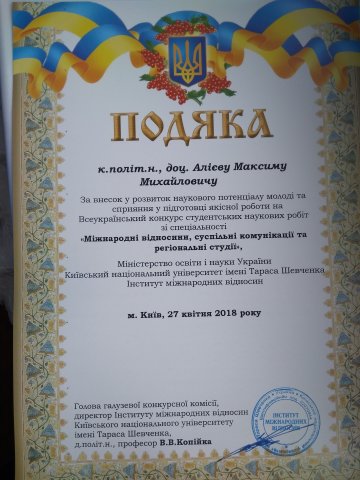 ПОДЯКА
к.політ.н., доц. Алієву Максиму
Михайловичу
За внесок у розвиток наукового потенціалу молоді та
сприяння у підготовці якісної роботи на
Всеукраїнський конкурс студентських наукових робіт
зі спеціальності
«Міжнародні відносини, суспільні комунікації та
регіональні студії»,
Міністерство освіти і науки України
Київський національний університет імені Тараса Шевченка
Інститут міжнародних відносин
м. Київ, 27 квітня 2018 року
Голова галузевої конкурсної комісії,
директор Інституту міжнародних відносин
Київського національного університету
імені Тараса Шевченка,
д.політ.н., професор В.В.Копійка
ІНСТИТУТ
МІЖНАРОДНИХ
ВІДНОСИН